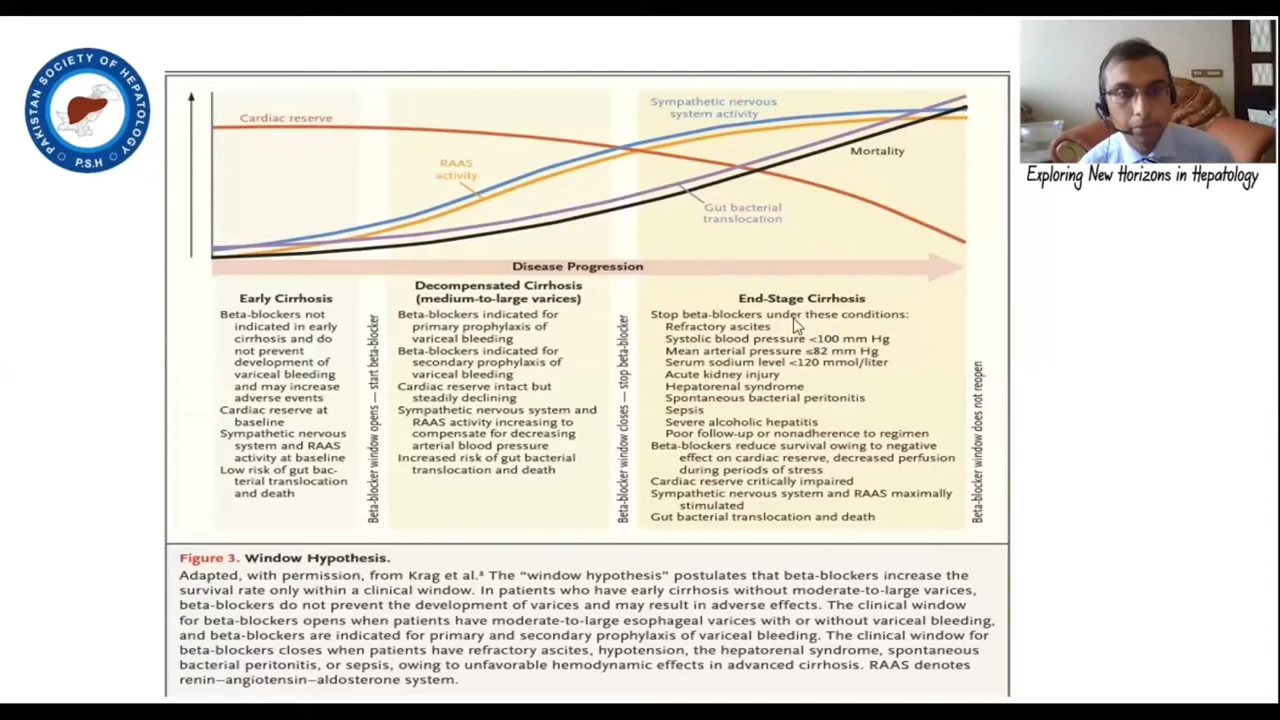 PAKISTAN SOCIETY OF HEPATOLOGY
P.S.H
Exploring New Horizons in Hepatology
Cardiac reserve
RAAS
activity
Sympathetic nervous
system activity
Mortality
Gut bacterial
translocation
Disease Progression
Early Cirrhosis
Beta-blockers not
indicated in early
cirrhosis and do
not prevent
development of
variceal bleeding
and may increase
adverse events
Cardiac reserve at
baseline
Sympathetic nervous
system and RAAS
activity at baseline
Low risk of gut bac-
terial translocation
and death
Beta-blocker window opens — start beta-blocker
Decompensated Cirrhosis
(medium-to-large varices)
Beta-blockers indicated for
primary prophylaxis of
variceal bleeding
Beta-blockers indicated for
secondary prophylaxis of
variceal bleeding
Cardiac reserve intact but
steadily declining
Sympathetic nervous system and
RAAS activity increasing to
compensate for decreasing
arterial blood pressure
Increased risk of gut bacterial
translocation and death
Beta-blocker window closes — stop beta-blocker
End-Stage Cirrhosis
Stop beta-blockers under these conditions:
Refractory ascites
Systolic blood pressure <100 mm Hg
Mean arterial pressure ≤82 mm Hg
Serum sodium level <120 mmol/liter
Acute kidney injury
Hepatorenal syndrome
Spontaneous bacterial peritonitis
Sepsis
Severe alcoholic hepatitis
Poor follow-up or nonadherence to regimen
Beta-blockers reduce survival owing to negative
effect on cardiac reserve, decreased perfusion
during periods of stress
Cardiac reserve critically impaired
Sympathetic nervous system and RAAS maximally
stimulated
Gut bacterial translocation and death
Beta-blocker window does not reopen
Figure 3. Window Hypothesis.
Adapted, with permission, from Krag et al.⁸ The “window hypothesis” postulates that beta-blockers increase the
survival rate only within a clinical window. In patients who have early cirrhosis without moderate-to-large varices,
beta-blockers do not prevent the development of varices and may result in adverse effects. The clinical window
for beta-blockers opens when patients have moderate-to-large esophageal varices with or without variceal bleeding,
and beta-blockers are indicated for primary and secondary prophylaxis of variceal bleeding. The clinical window for
beta-blockers closes when patients have refractory ascites, hypotension, the hepatorenal syndrome, spontaneous
bacterial peritonitis, or sepsis, owing to unfavorable hemodynamic effects in advanced cirrhosis. RAAS denotes
renin–angiotensin–aldosterone system.